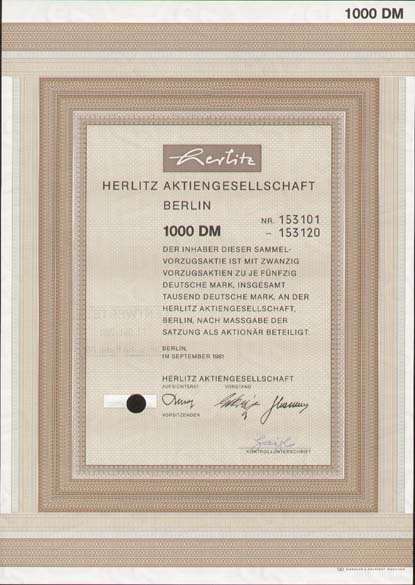 1000 DM
Herlitz
HERLITZ AKTIENGESELLSCHAFT
BERLIN
NR. 153101
1000 DM – 153120
DER INHABER DIESER SAMMEL-
VORZUGSAKTIE IST MIT ZWANZIG
VORZUGSAKTIEN ZU JE FÜNFZIG
DEUTSCHE MARK, INSGESAMT
TAUSEND DEUTSCHE MARK, AN DER
HERLITZ AKTIENGESELLSCHAFT,
BERLIN, NACH MASSGABE DER
SATZUNG ALS AKTIONÄR BETEILIGT.
BERLIN,
IM SEPTEMBER 1981
HERLITZ AKTIENGESELLSCHAFT
AUFSICHTSRAT VORSTAND
VORSITZENDER
KONTROLLUNTERSCHRIFT